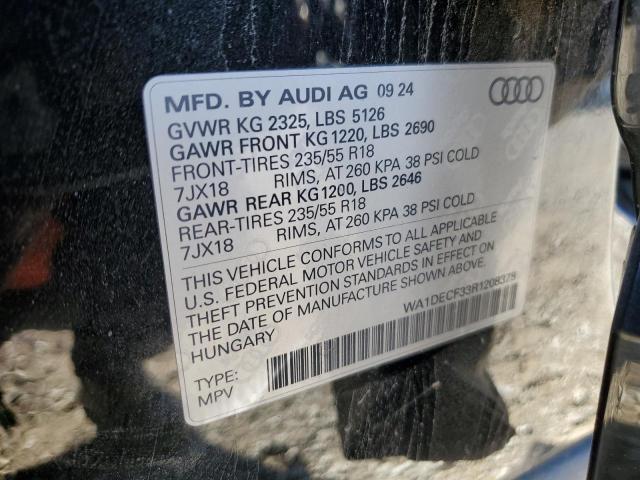 MFD. BY AUDI AG 09 24
GVWR KG 2325, LBS 5126
GAWR FRONT KG 1220, LBS 2690
FRONT-TIRES 235/55 R18
7JX18 RIMS, AT 260 KPA 38 PSI COLD
GAWR REAR KG1200, LBS 2646
REAR-TIRES 235/55 R18
7JX18 RIMS, AT 260 KPA 38 PSI COLD
THIS VEHICLE CONFORMS TO ALL APPLICABLE
U.S. FEDERAL MOTOR VEHICLE SAFETY AND
THEFT PREVENTION STANDARDS IN EFFECT ON
THE DATE OF MANUFACTURE SHOWN ABOVE.
HUNGARY
WA1DECF33R1208379
TYPE:
MPV